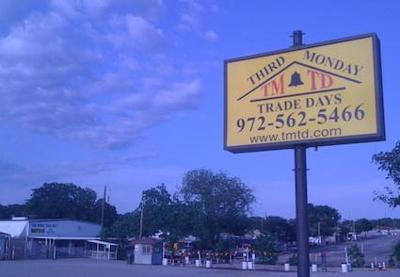 THIRD MONDAY
TM TD
TRADE DAYS
972-562-5466
www.tmtd.com